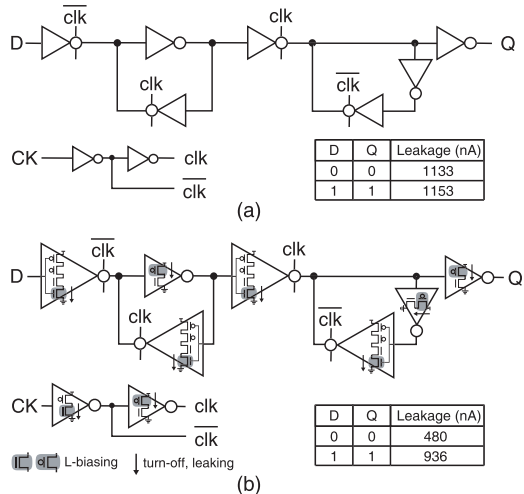 clk
D
clk
Q
clk
clk
CK
clk
clk
D Q Leakage (nA)
0 0 1133
1 1 1153
(a)
clk
clk
D
Q
clk
clk
CK
clk
clk
D Q Leakage (nA)
0 0 480
1 1 936
L-biasing
turn-off, leaking
(b)